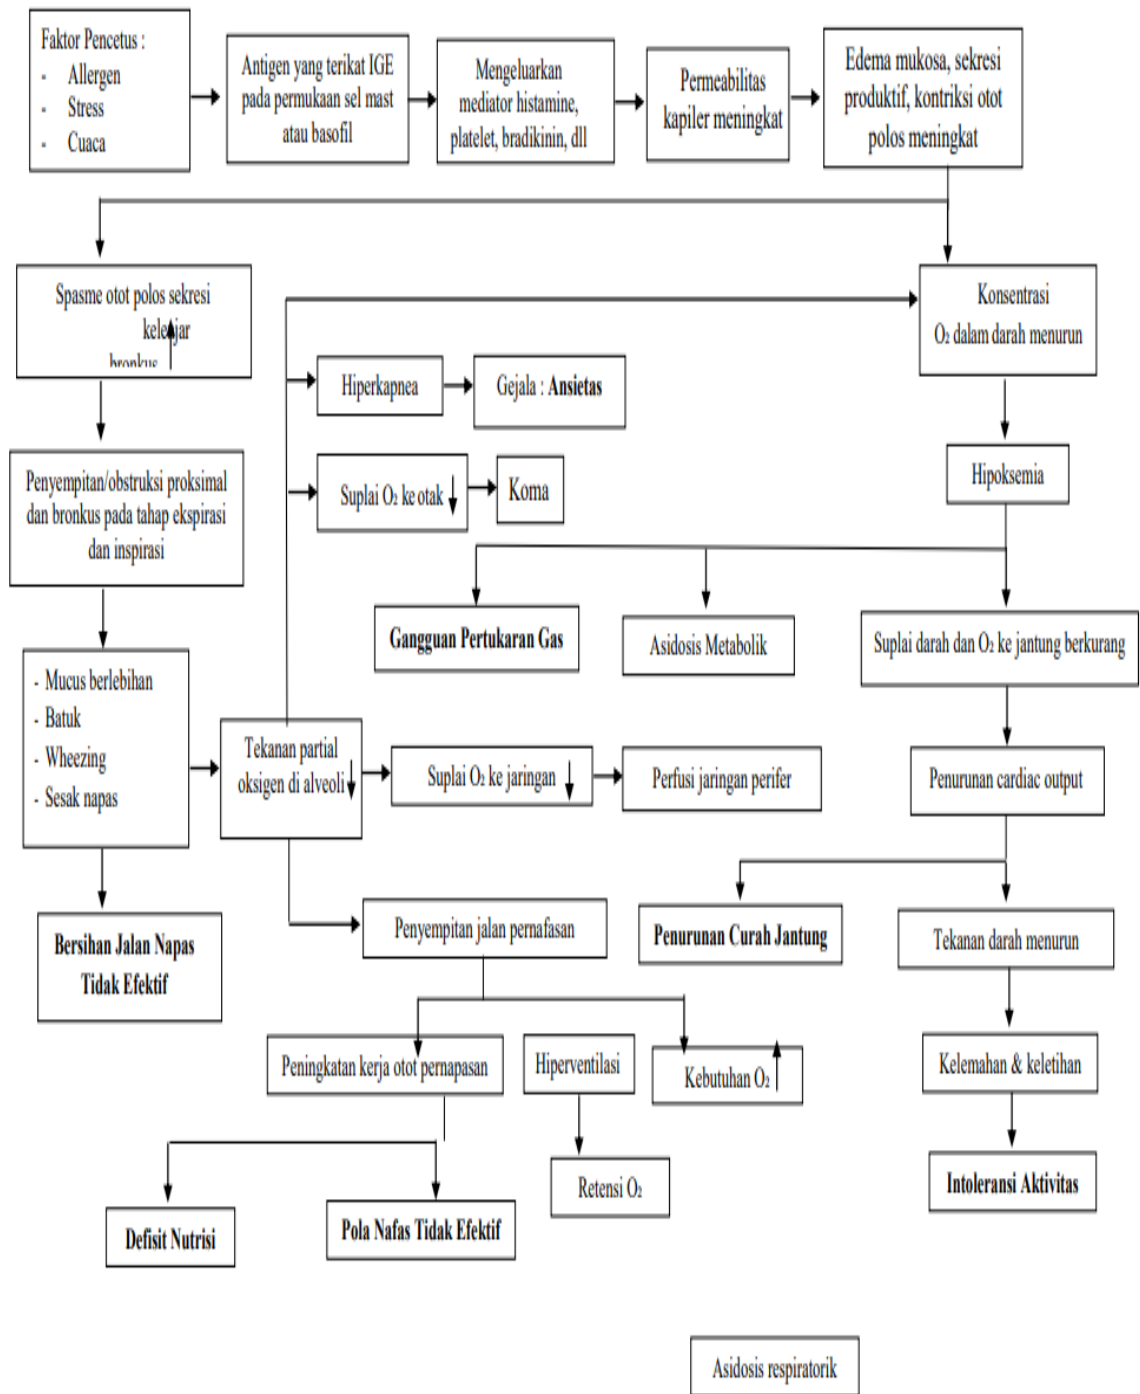 Faktor Pencetus :
- Allergen
- Stress
- Cuaca
Antigen yang terikat IGE
pada permukaan sel mast
atau basofil
Mengeluarkan
mediator histamine,
platelet, bradikinin, dll
Permeabilitas
kapiler meningkat
Edema mukosa, sekresi
produktif, kontriksi otot
polos meningkat
Spasme otot polos sekresi
kelenjar
bronkus
Konsentrasi
O₂ dalam darah menurun
Hiperkapnea
Gejala : Ansietas
Hipoksemia
Penyempitan/obstruksi proksimal
dan bronkus pada tahap ekspirasi
dan inspirasi
Suplai O₂ ke otak
Koma
Gangguan Pertukaran Gas
Asidosis Metabolik
Suplai darah dan O₂ ke jantung berkurang
- Mucus berlebihan
- Batuk
- Wheezing
- Sesak napas
Tekanan partial
oksigen di alveoli
Suplai O₂ ke jaringan
Perfusi jaringan perifer
Penurunan cardiac output
Bersihan Jalan Napas
Tidak Efektif
Penyempitan jalan pernafasan
Penurunan Curah Jantung
Tekanan darah menurun
Peningkatan kerja otot pernapasan
Hiperventilasi
Kebutuhan O₂
Kelemahan & keletihan
Retensi O₂
Intoleransi Aktivitas
Defisit Nutrisi
Pola Nafas Tidak Efektif
Asidosis respiratorik